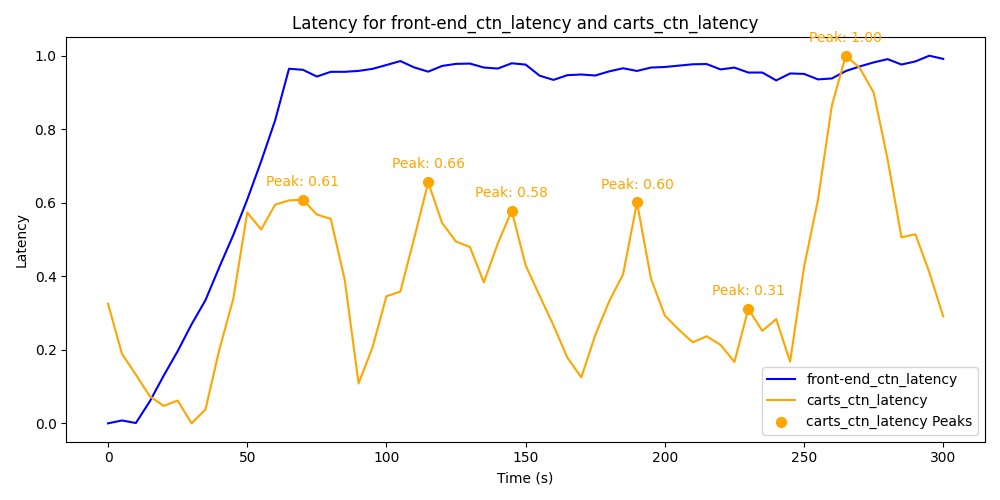 Latency for front-end_ctn_latency and carts_ctn_latency
Peak: 1.00
Peak: 0.66
Peak: 0.61
Peak: 0.58
Peak: 0.60
Peak: 0.31
Latency
1.0
0.8
0.6
0.4
0.2
0.0
front-end_ctn_latency
carts_ctn_latency
carts_ctn_latency Peaks
0 50 100 150 200 250 300
Time (s)